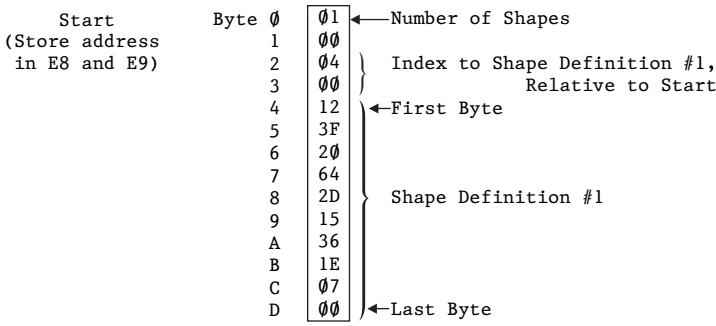 Start Byte Ø Ø1 Number of Shapes
(Store address 1 ØØ
in E8 and E9) 2 Ø4 Index to Shape Definition #1,
3 ØØ Relative to Start
4 12 First Byte
5 3F
6 2Ø
7 64
8 2D Shape Definition #1
9 15
A 36
B 1E
C Ø7
D ØØ Last Byte